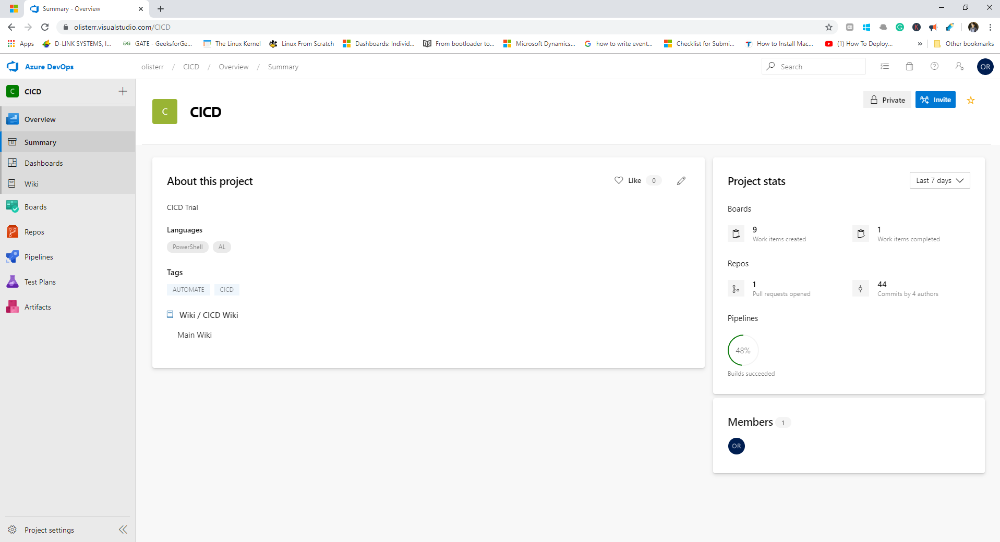 Summary - Overview
olisterr.visualstudio.com/CICD
Apps
D-LINK SYSTEMS, I...
GATE - GeeksforGe...
The Linux Kernel
Linux From Scratch
Dashboards: Individ...
From bootloader to...
Microsoft Dynamics...
how to write event...
Checklist for Submi...
How to Install Mac...
(1) How To Deploy...
»
Other bookmarks
Azure DevOps
olisterr / CICD / Overview / Summary
Search
OR
C CICD
Overview
Summary
Dashboards
Wiki
Boards
Repos
Pipelines
Test Plans
Artifacts
Project settings
C CICD
Private
Invite
About this project
Like 0
CICD Trial
Languages
PowerShell AL
Tags
AUTOMATE CICD
Wiki / CICD Wiki
Main Wiki
Project stats
Last 7 days
Boards
9
Work items created
1
Work items completed
Repos
1
Pull requests opened
44
Commits by 4 authors
Pipelines
48%
Builds succeeded
Members 1
OR